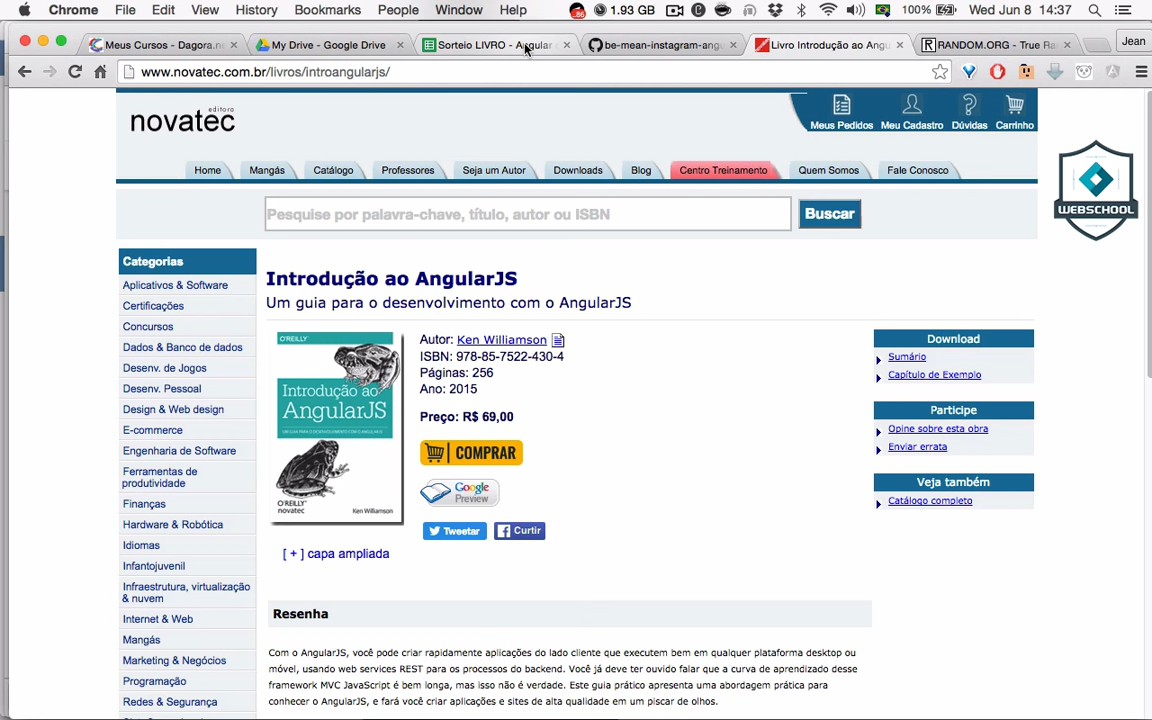 Chrome File Edit View History Bookmarks People Window Help 1.93 GB 100% Wed Jun 8 14:37
Meus Cursos - Dagora.ne
My Drive - Google Drive
Sorteio LIVRO - Angular
be-mean-instagram-ang
Livro Introdução ao Ang
RANDOM.ORG - True Ra
Jean
www.novatec.com.br/livros/introangularjs/
editora
novatec
Meus Pedidos Meu Cadastro Dúvidas Carrinho
Home Mangás Catálogo Professores Seja um Autor Downloads Blog Centro Treinamento Quem Somos Fale Conosco
WEBSCHOOL
Pesquise por palavra-chave, título, autor ou ISBN Buscar
Categorias
Aplicativos & Software
Certificações
Concursos
Dados & Banco de dados
Desenv. de Jogos
Desenv. Pessoal
Design & Web design
E-commerce
Engenharia de Software
Ferramentas de
produtividade
Finanças
Hardware & Robótica
Idiomas
Infantojuvenil
Infraestrutura, virtualização
& nuvem
Internet & Web
Mangás
Marketing & Negócios
Programação
Redes & Segurança
Introdução ao AngularJS
Um guia para o desenvolvimento com o AngularJS
O'REILLY
Introdução ao
AngularJS
UM GUIA PARA O DESENVOLVIMENTO COM O ANGULARJS
O'REILLY
novatec
Ken Williamson
[ + ] capa ampliada
Autor: Ken Williamson
ISBN: 978-85-7522-430-4
Páginas: 256
Ano: 2015
Preço: R$ 69,00
COMPRAR
Google
Preview
Tweetar Curtir
Download
Sumário
Capítulo de Exemplo
Participe
Opine sobre esta obra
Enviar errata
Veja também
Catálogo completo
Resenha
Com o AngularJS, você pode criar rapidamente aplicações do lado cliente que executem bem em qualquer plataforma desktop ou
móvel, usando web services REST para os processos do backend. Você já deve ter ouvido falar que a curva de aprendizado desse
framework MVC JavaScript é bem longa, mas isso não é verdade. Este guia prático apresenta uma abordagem prática para
conhecer o AngularJS, e fará você criar aplicações e sites de alta qualidade em um piscar de olhos.